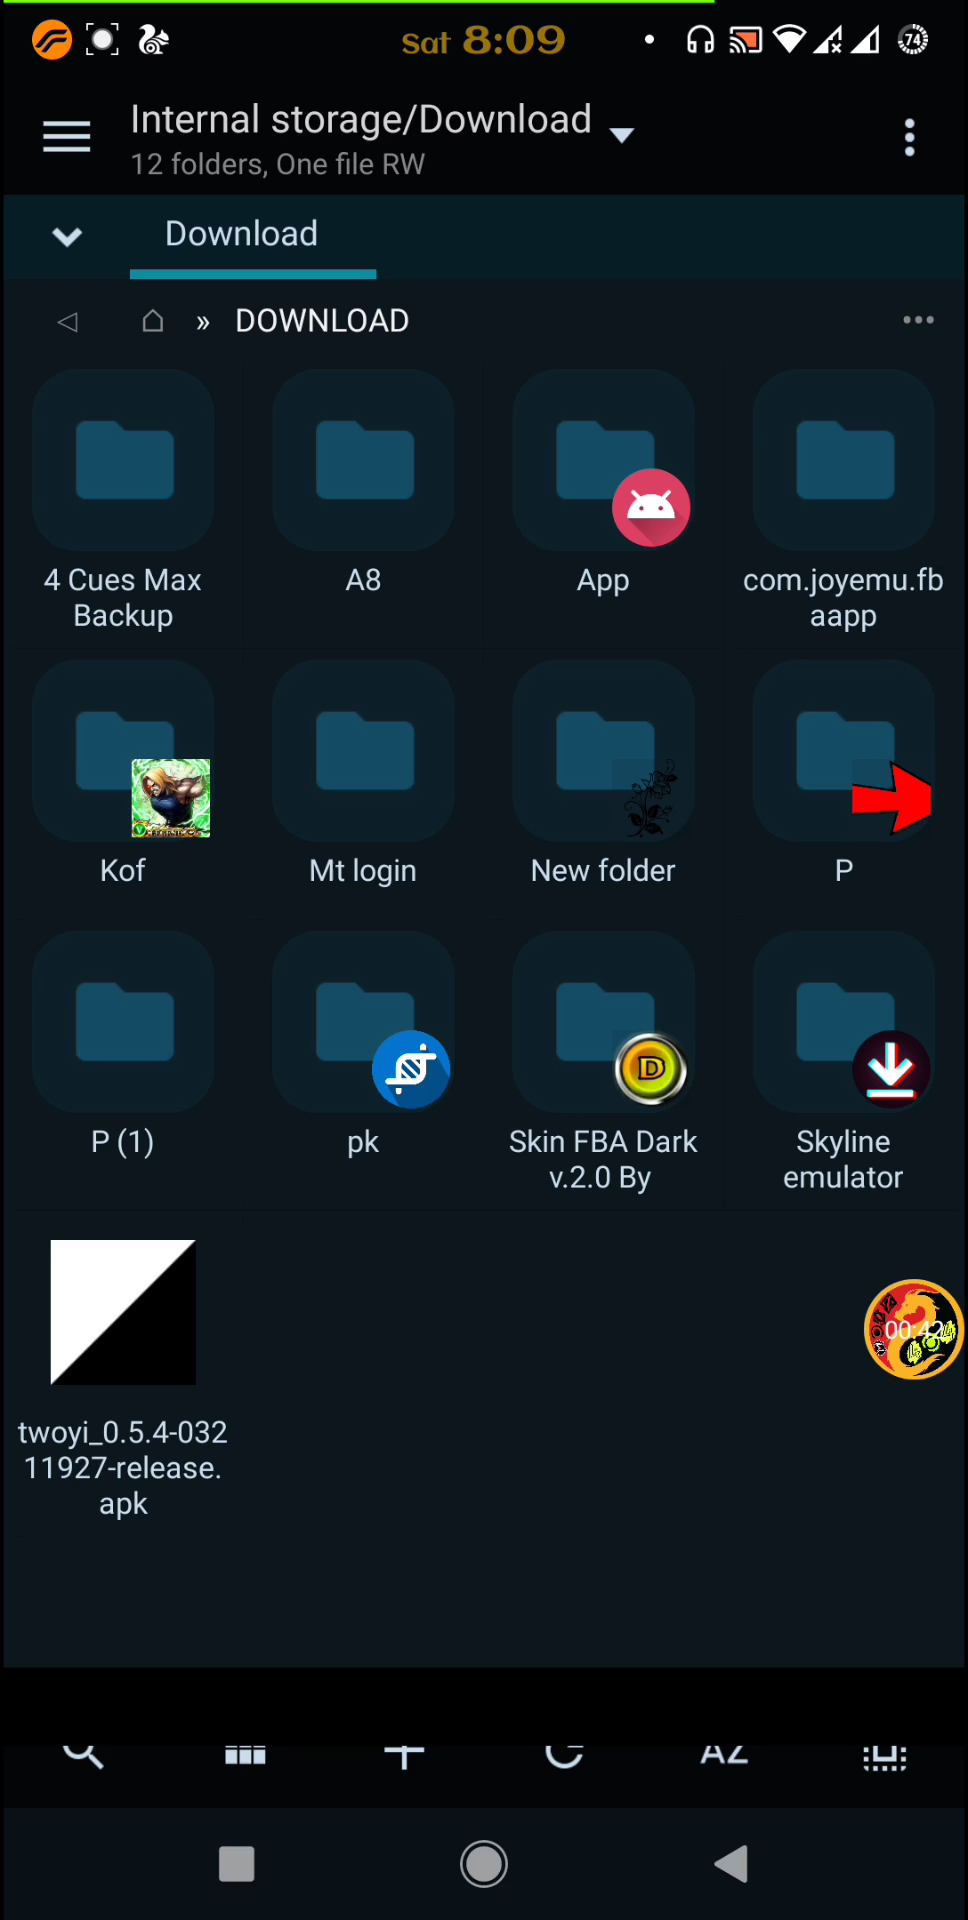 Sat 8:09
74
Internal storage/Download
12 folders, One file RW
Download
» DOWNLOAD
4 Cues Max
Backup
A8
App
com.joyemu.fb
aapp
Kof
Mt login
New folder
P
P (1)
pk
D
Skin FBA Dark
v.2.0 By
Skyline
emulator
00:42
twoyi_0.5.4-032
11927-release.
apk
AZ